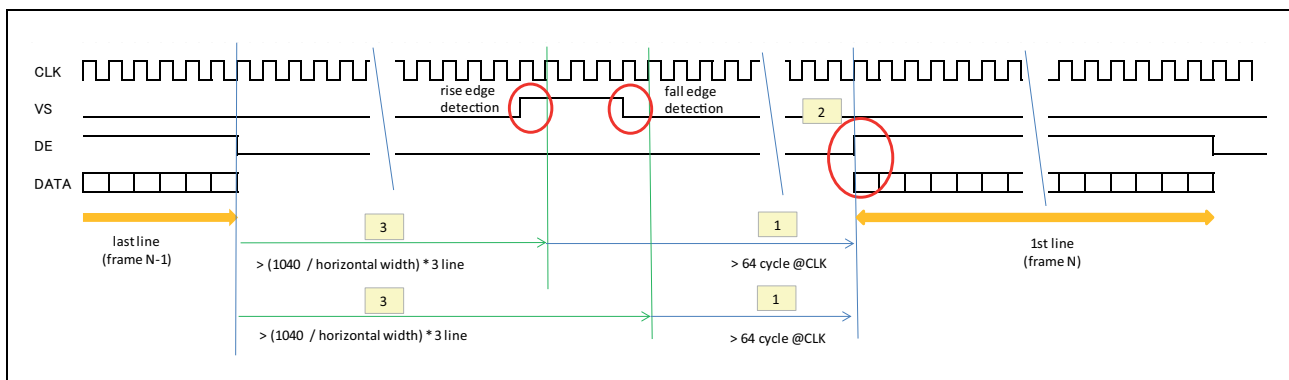 CLK
rise edge
detection
fall edge
detection
VS
2
DE
DATA
3
1
last line
(frame N-1)
1st line
(frame N)
> (1040 / horizontal width) * 3 line
> 64 cycle @CLK
3
1
> (1040 / horizontal width) * 3 line
> 64 cycle @CLK